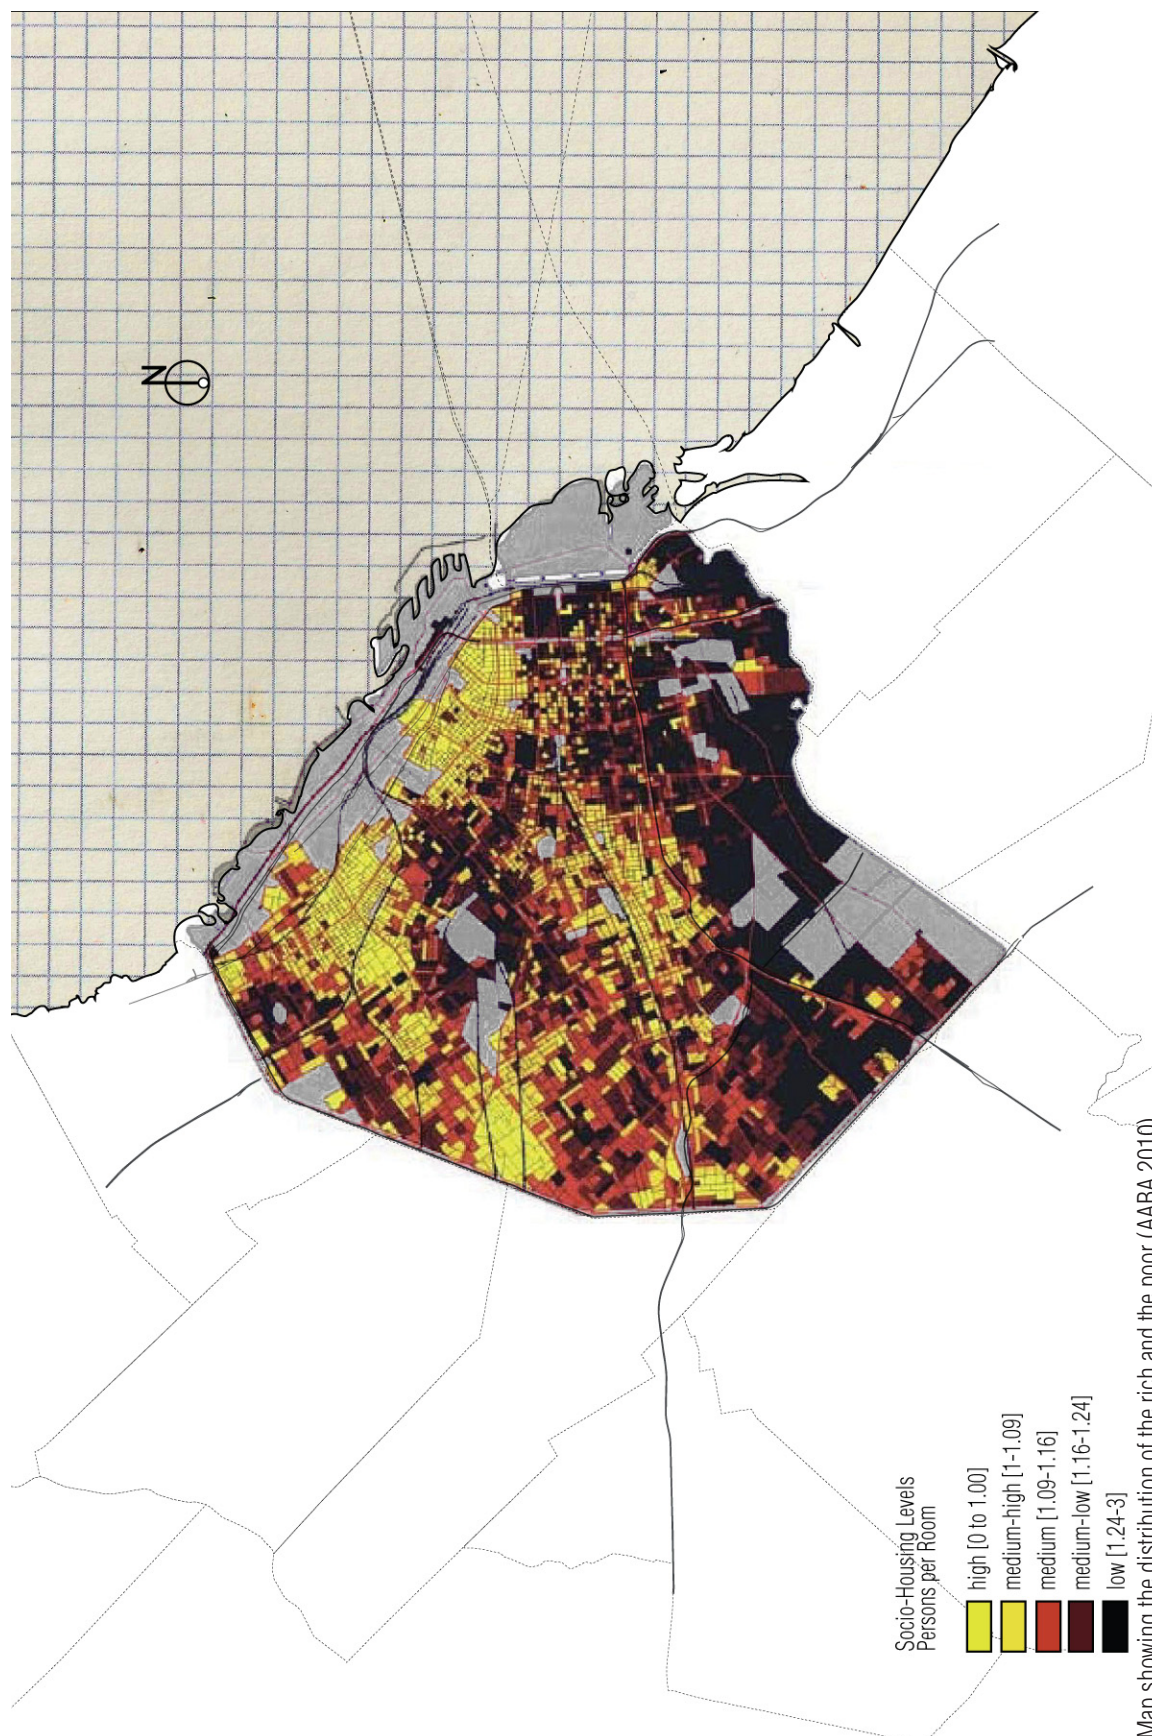 N
Socio-Housing Levels
Persons per Room
high [0 to 1.00]
medium-high [1-1.09]
medium [1.09-1.16]
medium-low [1.16-1.24]
low [1.24-3]
Map showing the distribution of the rich and the poor (AABA 2010)